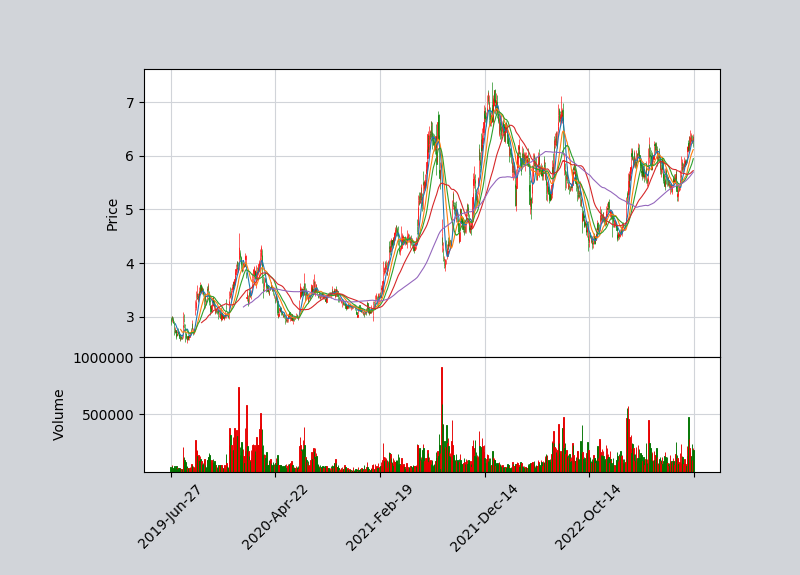 Price
7
6
5
4
3
Volume
1000000
500000
2019-Jun-27
2020-Apr-22
2021-Feb-19
2021-Dec-14
2022-Oct-14